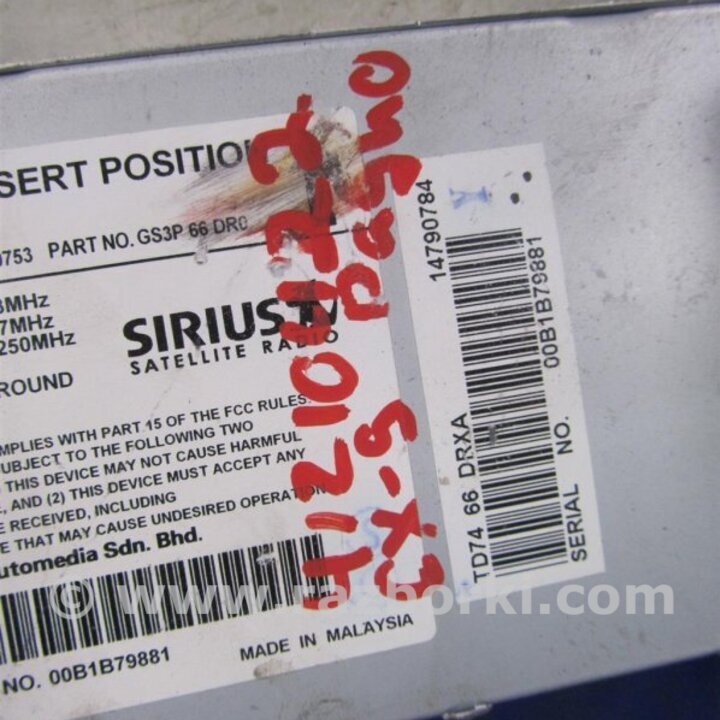 SERT POSITIO
0753 PART NO. GS3P 66 DR0
3MHz
7MHz
250MHz
SIRIUS
SATELLITE RADIO
ROUND
MPLIES WITH PART 15 OF THE FCC RULES.
UBJECT TO THE FOLLOWING TWO
THIS DEVICE MAY NOT CAUSE HARMFUL
E, AND (2) THIS DEVICE MUST ACCEPT ANY
E RECEIVED, INCLUDING
E THAT MAY CAUSE UNDESIRED OPERATION
utomedia Sdn. Bhd.
NO. 00B1B79881
MADE IN MALAYSIA
41210422
радио
CX-9
14790784
TD74 66 DRXA
00B1B79881
SERIAL NO.
© www.razborki.com